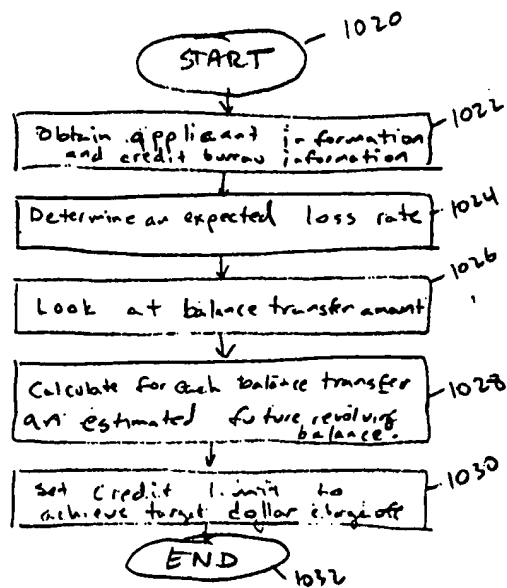 1020
START
1022
Obtain applicant information
and credit bureau information
1024
Determine an expected loss rate
1026
Look at balance transfer amount
1028
Calculate for each balance transfer
an estimated future revolving
balance.
1030
Set credit limit to
achieve target dollar chargeoff
END
1032